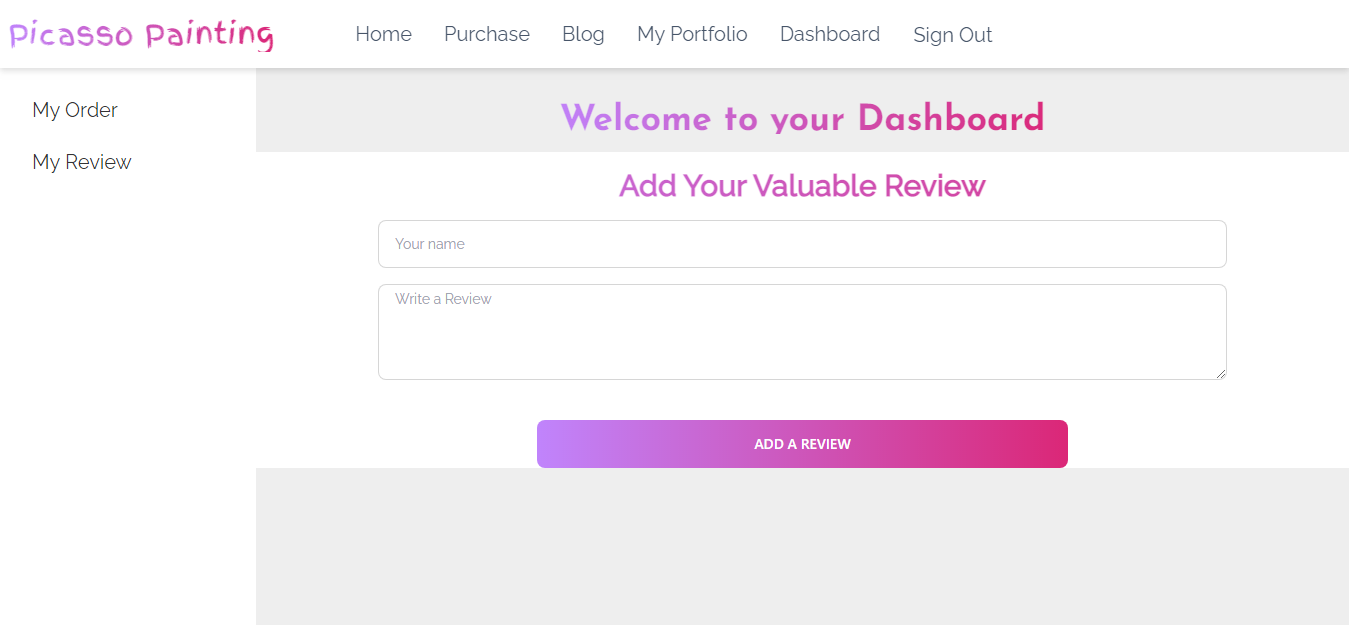 Picasso Painting
Home Purchase Blog My Portfolio Dashboard Sign Out
My Order
My Review
Welcome to your Dashboard
Add Your Valuable Review
Your name
Write a Review
ADD A REVIEW